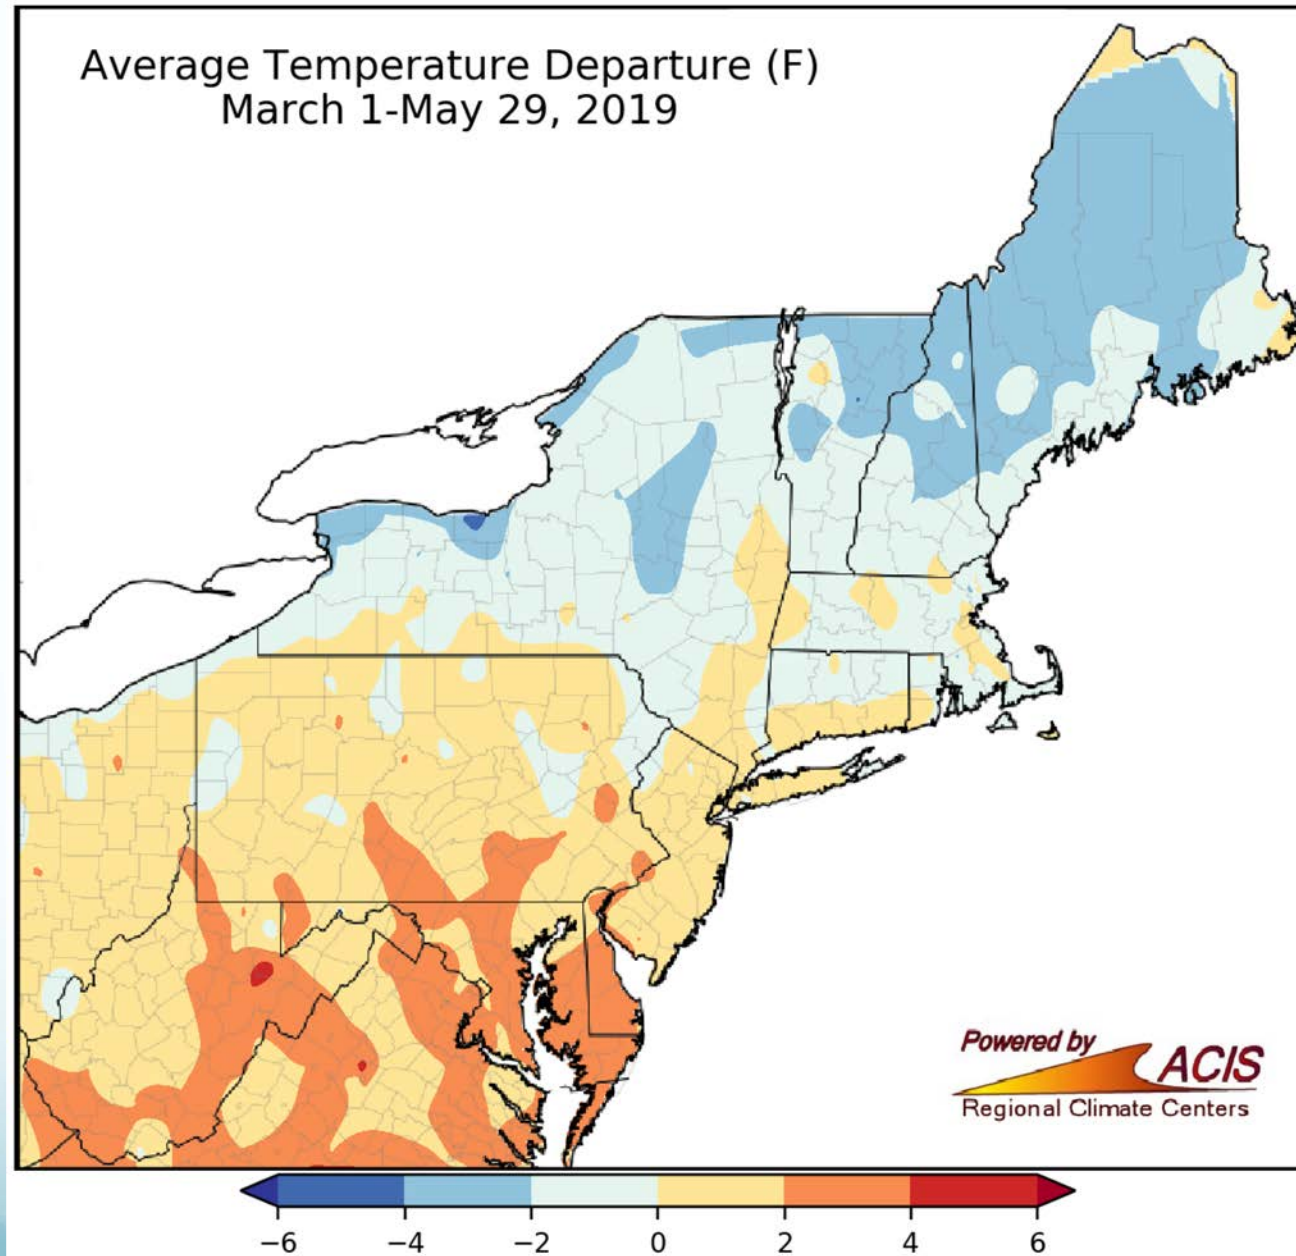 Average Temperature Departure (F)
March 1-May 29, 2019
Powered by
ACIS
Regional Climate Centers
−6 −4 −2 0 2 4 6